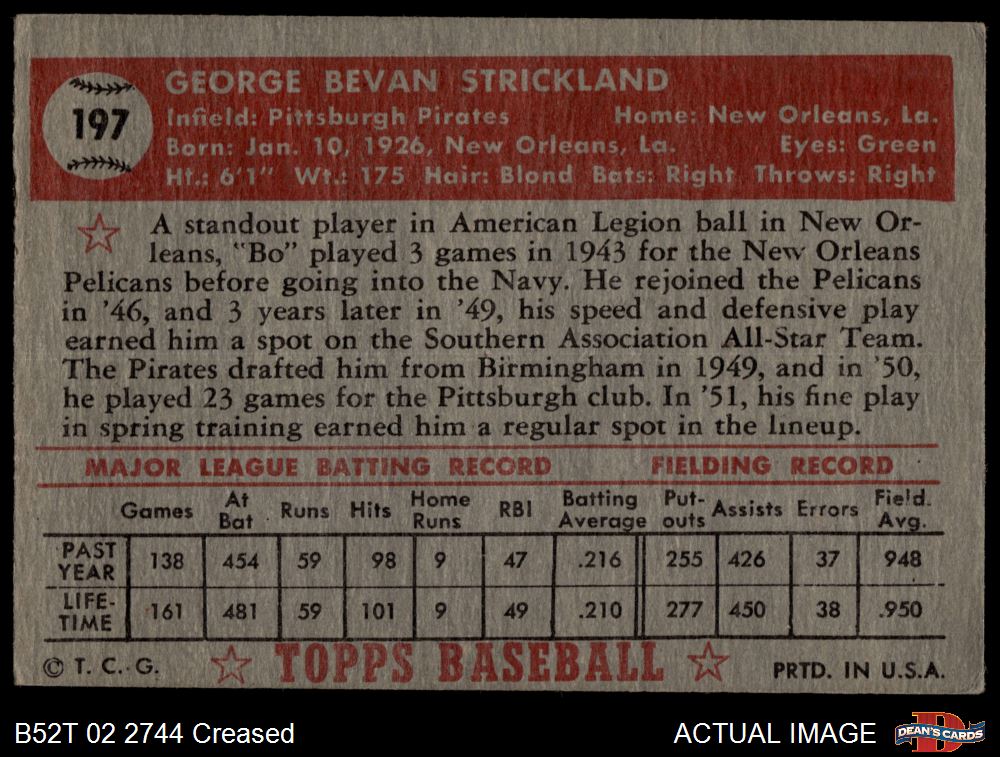 197
GEORGE BEVAN STRICKLAND
Infield: Pittsburgh Pirates Home: New Orleans, La.
Born: Jan. 10, 1926, New Orleans, La. Eyes: Green
Ht.: 6'1" Wt.: 175 Hair: Blond Bats: Right Throws: Right
A standout player in American Legion ball in New Or-
leans, "Bo" played 3 games in 1943 for the New Orleans
Pelicans before going into the Navy. He rejoined the Pelicans
in '46, and 3 years later in '49, his speed and defensive play
earned him a spot on the Southern Association All-Star Team.
The Pirates drafted him from Birmingham in 1949, and in '50,
he played 23 games for the Pittsburgh club. In '51, his fine play
in spring training earned him a regular spot in the lineup.
MAJOR LEAGUE BATTING RECORD FIELDING RECORD
Games At Bat Runs Hits Home Runs RBI Batting Average Put-outs Assists Errors Field. Avg.
PAST YEAR 138 454 59 98 9 47 .216 255 426 37 948
LIFE-TIME 161 481 59 101 9 49 .210 277 450 38 .950
© T. C. G. TOPPS BASEBALL PRTD. IN U.S.A.
B52T 02 2744 Creased ACTUAL IMAGE D DEAN'S CARDS